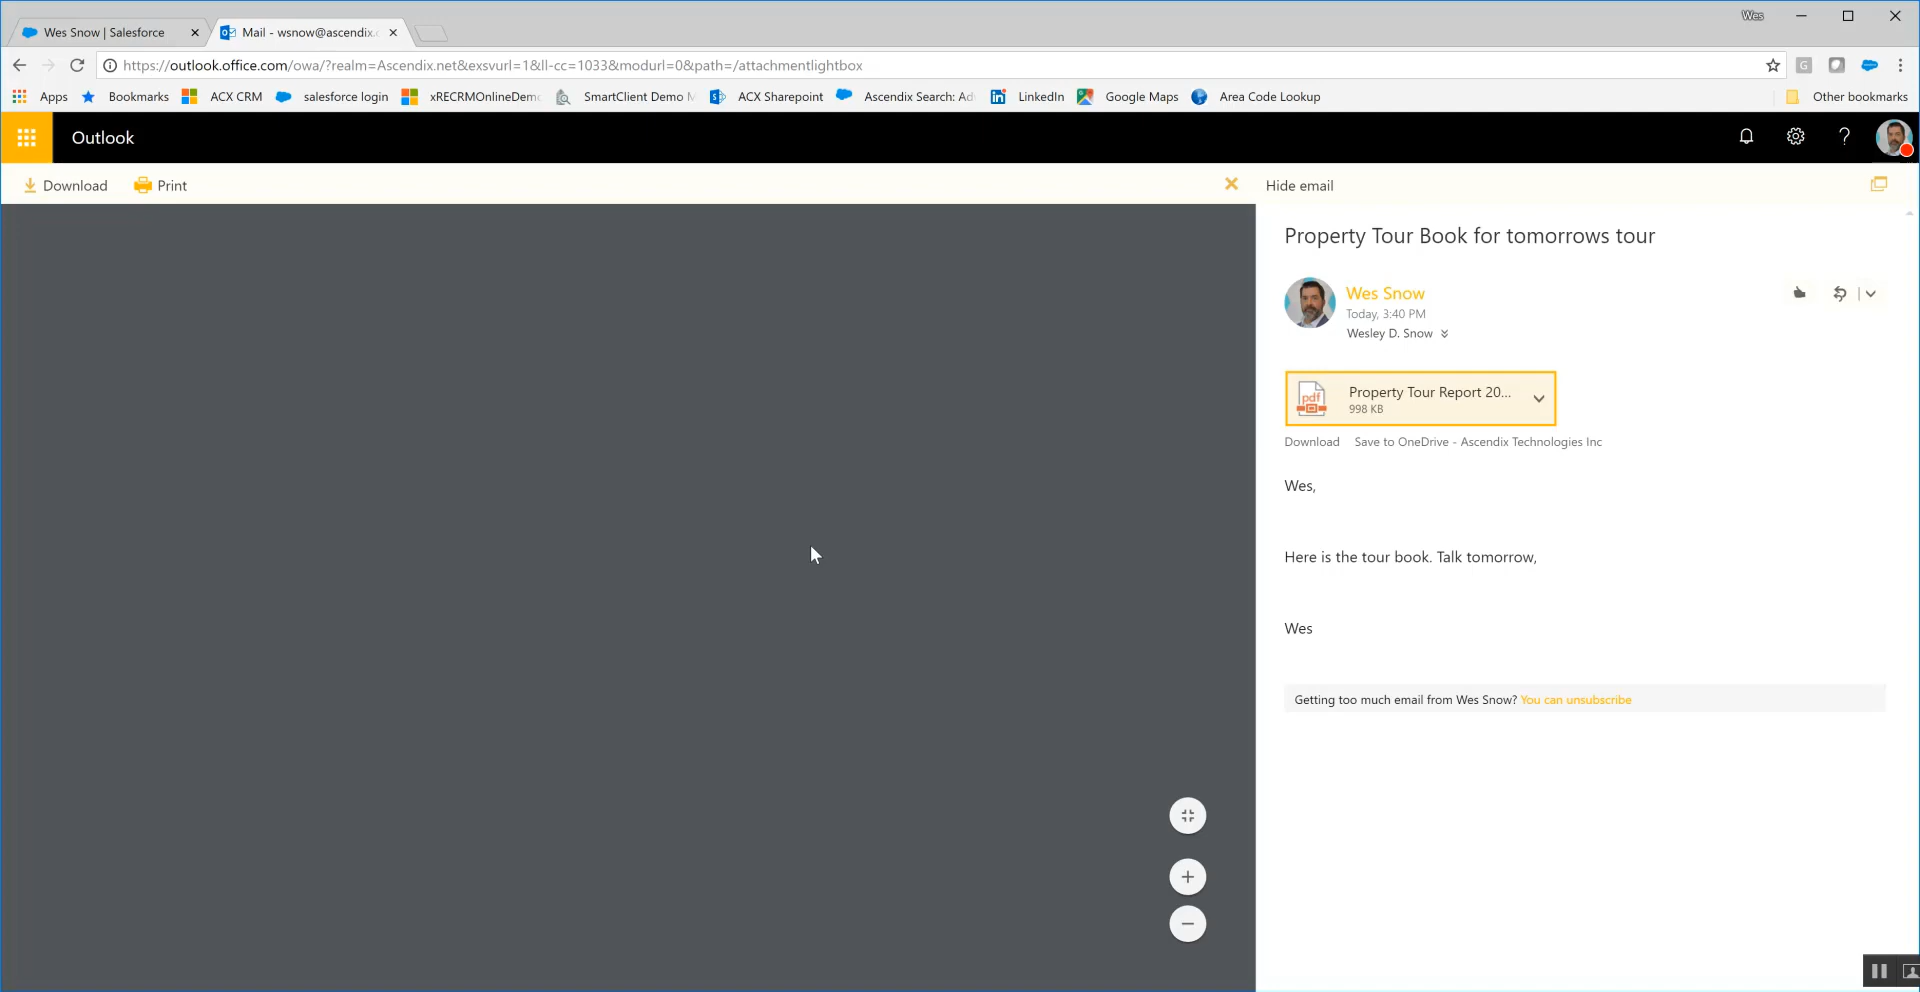 Wes Snow | Salesforce
Mail - wsnow@ascendix.c
Wes
https://outlook.office.com/owa/?realm=Ascendix.net&exsvurl=1&ll-cc=1033&modurl=0&path=/attachmentlightbox
G
Apps Bookmarks ACX CRM salesforce login xRECRMOnlineDemo SmartClient Demo M ACX Sharepoint Ascendix Search: Ad LinkedIn Google Maps Area Code Lookup Other bookmarks
Outlook
?
Download Print Hide email
Property Tour Book for tomorrows tour
Wes Snow
Today, 3:40 PM
Wesley D. Snow
pdf
Property Tour Report 20...
998 KB
Download Save to OneDrive - Ascendix Technologies Inc
Wes,
Here is the tour book. Talk tomorrow,
Wes
Getting too much email from Wes Snow? You can unsubscribe